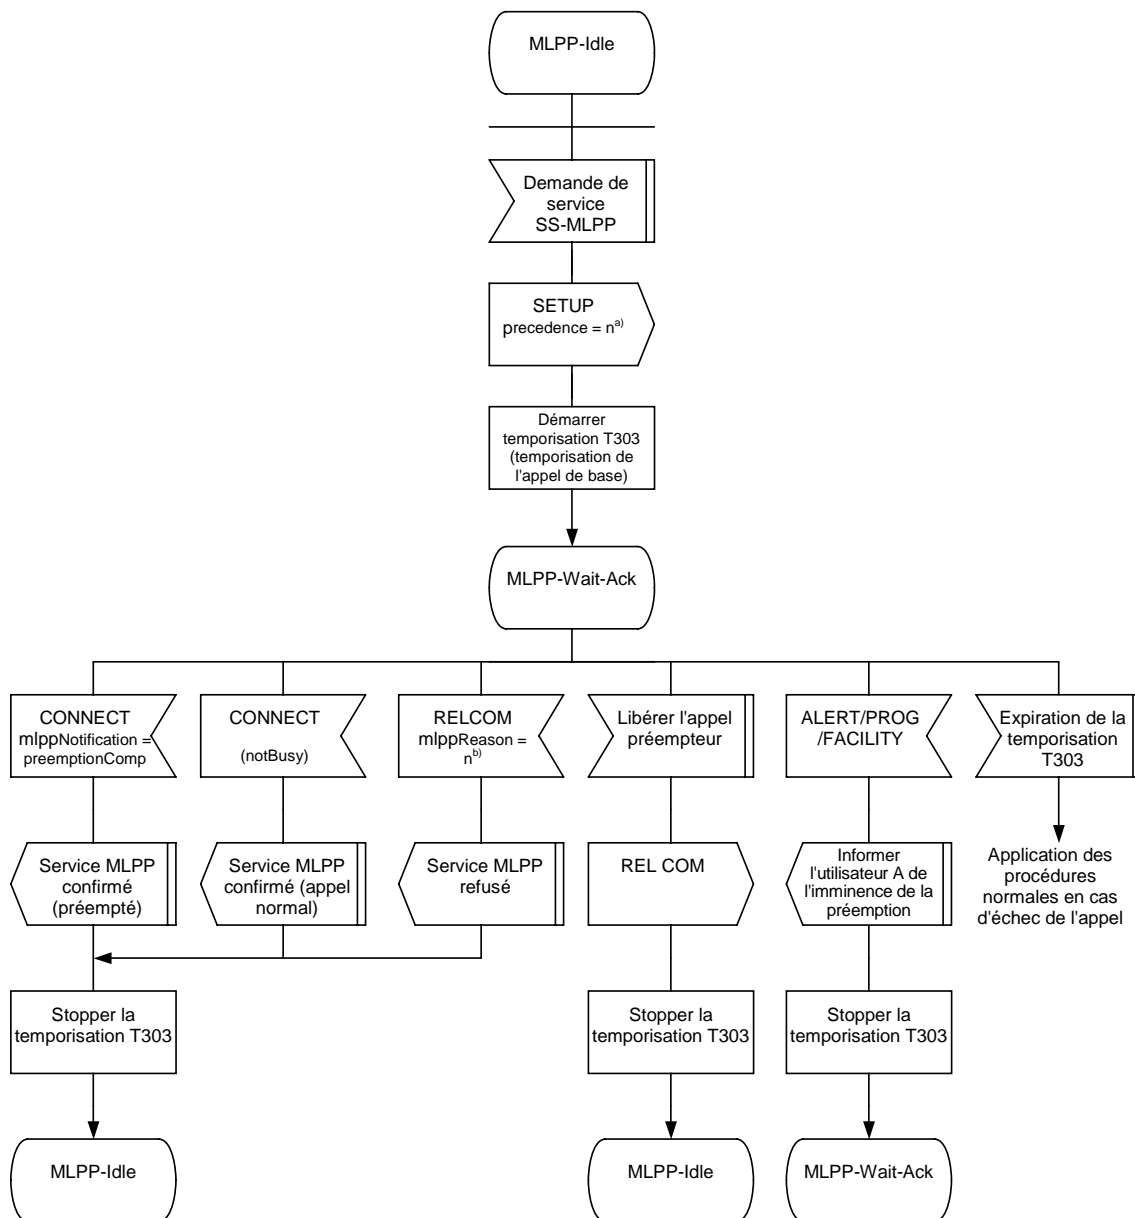 MLPP-Idle
Demande de
service
SS-MLPP
SETUP
precedence = nᵃ⁾
Démarrer
temporisation T303
(temporisation de
l'appel de base)
MLPP-Wait-Ack
CONNECT
mlppNotification =
preemptionComp
CONNECT
(notBusy)
RELCOM
mlppReason =
nᵇ⁾
Libérer l'appel
préempteur
ALERT/PROG
/FACILITY
Expiration de la
temporisation
T303
Service MLPP
confirmé
(préempté)
Service MLPP
confirmé (appel
normal)
Service MLPP
refusé
REL COM
Informer
l'utilisateur A de
l'imminence de la
préemption
Application des
procédures
normales en cas
d'échec de l'appel
Stopper la
temporisation T303
Stopper la
temporisation T303
Stopper la
temporisation T303
MLPP-Idle
MLPP-Idle
MLPP-Wait-Ack